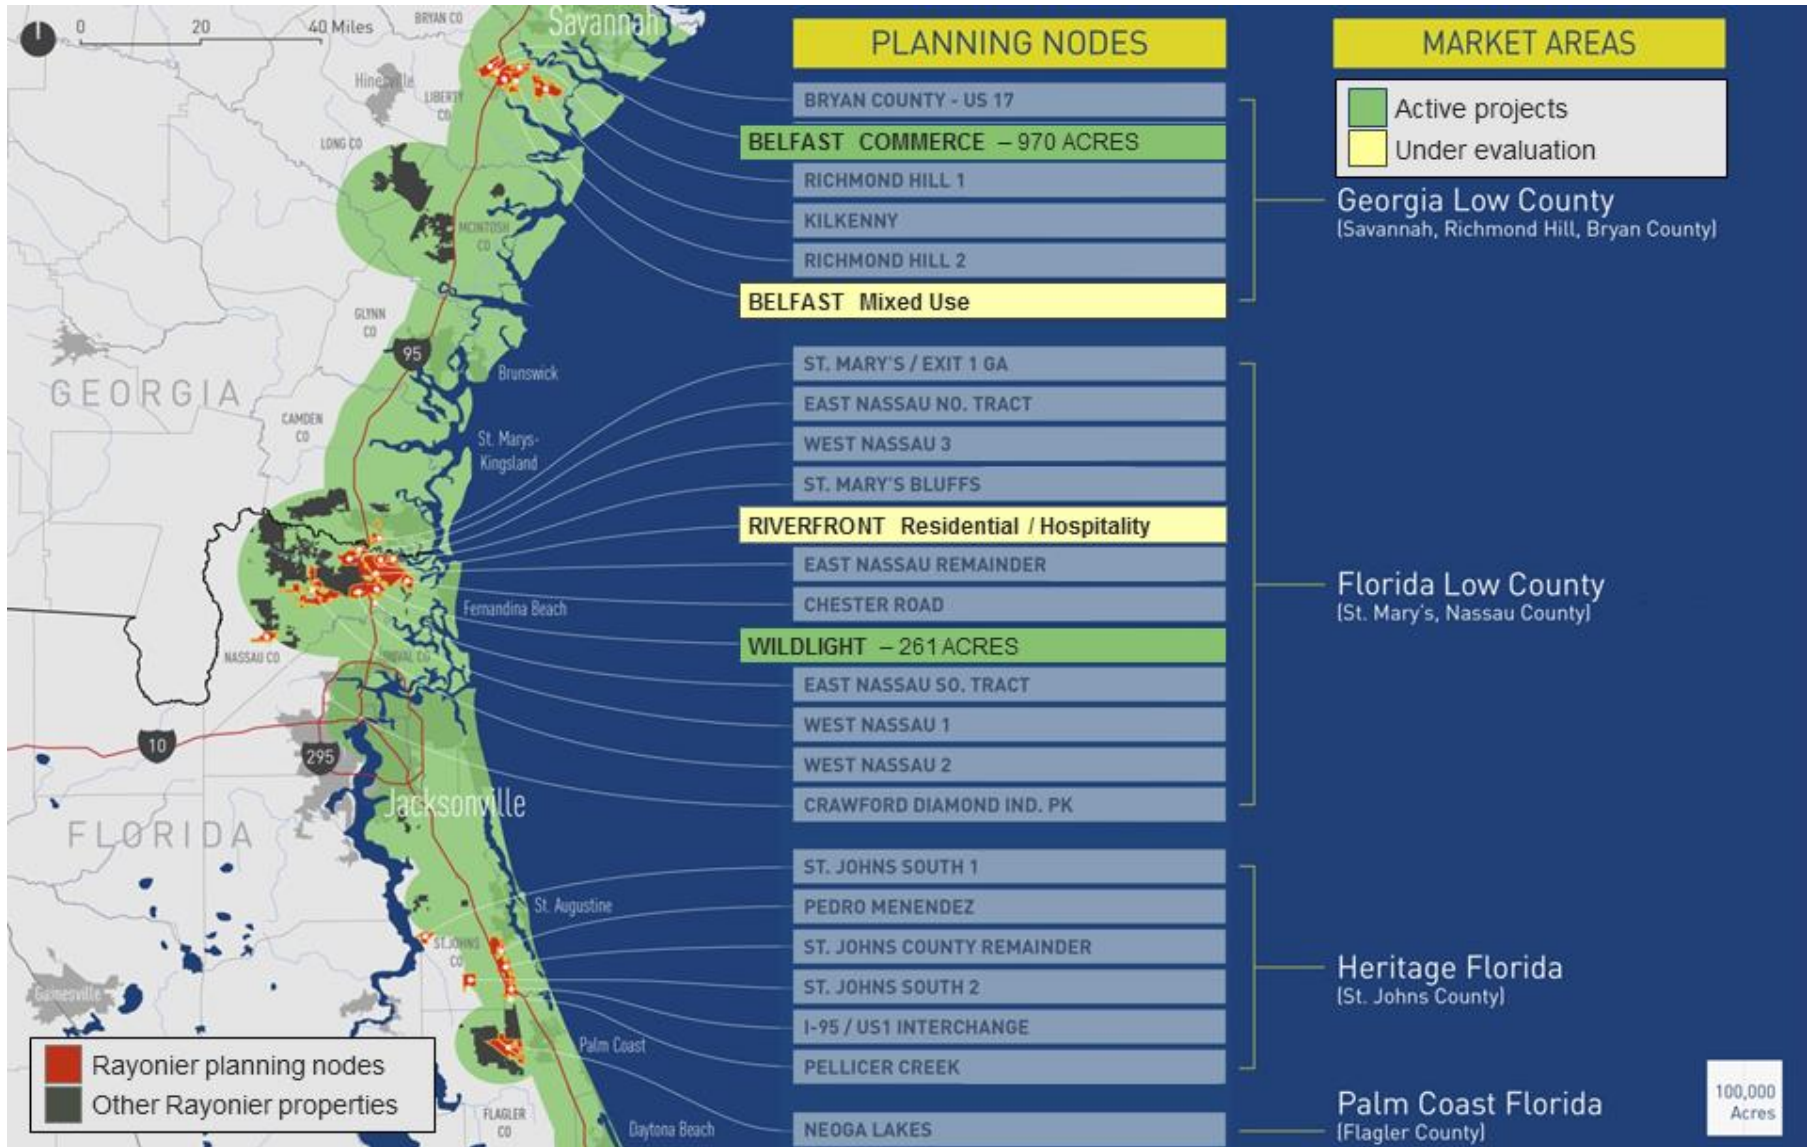 0 20 40 Miles
BRYAN CO
Savannah
Hinesville
LIBERTY
CO
LONG CO
MCINTOSH
CO
GLYNN
CO
95
Brunswick
GEORGIA
CAMDEN
CO
St. Marys-
Kingsland
Fernandina Beach
NASSAU CO
DUVAL CO
10
295
Jacksonville
FLORIDA
St. Augustine
ST.JOHNS
CO
Gainesville
Palm Coast
FLAGLER
CO
Daytona Beach
Rayonier planning nodes
Other Rayonier properties
PLANNING NODES
BRYAN COUNTY - US 17
BELFAST COMMERCE – 970 ACRES
RICHMOND HILL 1
KILKENNY
RICHMOND HILL 2
BELFAST Mixed Use
ST. MARY'S / EXIT 1 GA
EAST NASSAU NO. TRACT
WEST NASSAU 3
ST. MARY'S BLUFFS
RIVERFRONT Residential / Hospitality
EAST NASSAU REMAINDER
CHESTER ROAD
WILDLIGHT – 261 ACRES
EAST NASSAU SO. TRACT
WEST NASSAU 1
WEST NASSAU 2
CRAWFORD DIAMOND IND. PK
ST. JOHNS SOUTH 1
PEDRO MENENDEZ
ST. JOHNS COUNTY REMAINDER
ST. JOHNS SOUTH 2
I-95 / US1 INTERCHANGE
PELLICER CREEK
NEOGA LAKES
MARKET AREAS
Active projects
Under evaluation
Georgia Low County
(Savannah, Richmond Hill, Bryan County)
Florida Low County
(St. Mary's, Nassau County)
Heritage Florida
(St. Johns County)
Palm Coast Florida
(Flagler County)
100,000
Acres